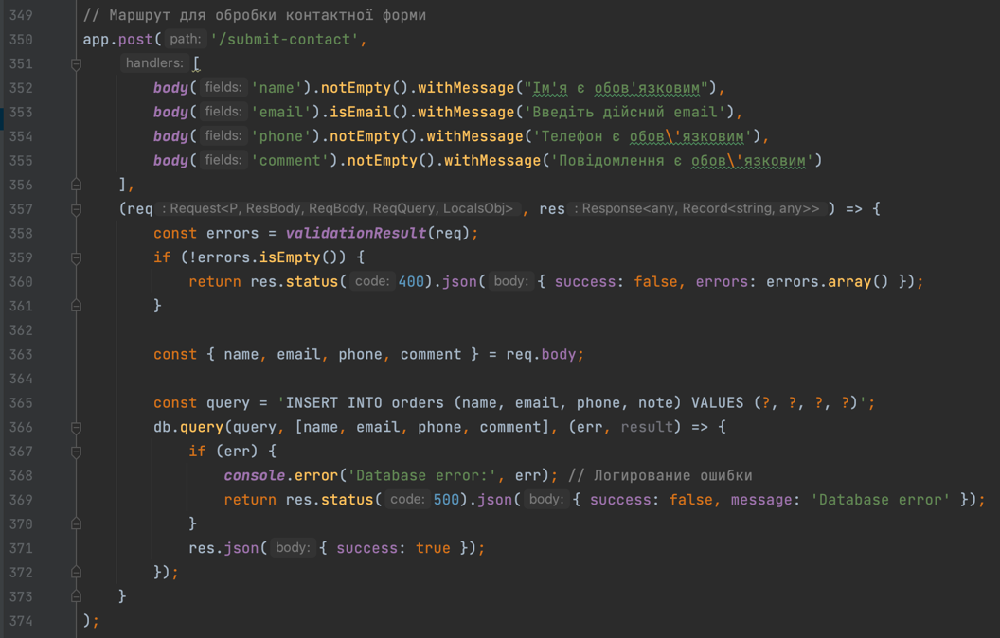 349 // Маршрут для обробки контактної форми
350 app.post( path: '/submit-contact',
351 handlers: [
352 body( fields: 'name').notEmpty().withMessage("Ім'я є обов'язковим"),
353 body( fields: 'email').isEmail().withMessage('Введіть дійсний email'),
354 body( fields: 'phone').notEmpty().withMessage('Телефон є обов\'язковим'),
355 body( fields: 'comment').notEmpty().withMessage('Повідомлення є обов\'язковим')
356 ],
357 (req : Request<P, ResBody, ReqBody, ReqQuery, LocalsObj> , res : Response<any, Record<string, any>> ) => {
358 const errors = validationResult(req);
359 if (!errors.isEmpty()) {
360 return res.status( code: 400).json( body: { success: false, errors: errors.array() });
361 }
362
363 const { name, email, phone, comment } = req.body;
364
365 const query = 'INSERT INTO orders (name, email, phone, note) VALUES (?, ?, ?, ?)';
366 db.query(query, [name, email, phone, comment], (err, result) => {
367 if (err) {
368 console.error('Database error:', err); // Логирование ошибки
369 return res.status( code: 500).json( body: { success: false, message: 'Database error' });
370 }
371 res.json( body: { success: true });
372 });
373 }
374 );